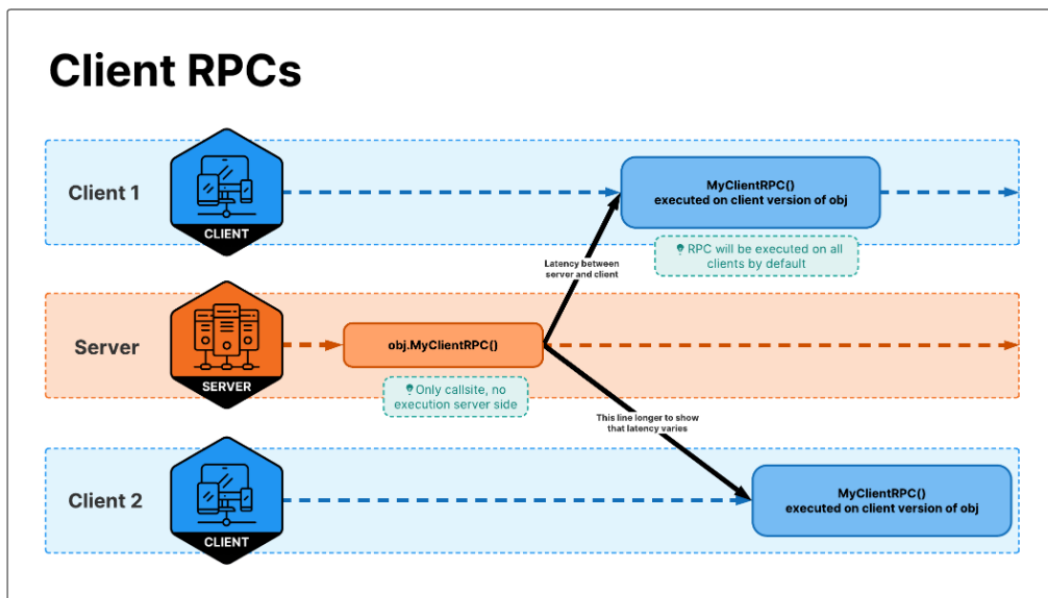 Client RPCs
Client 1
CLIENT
MyClientRPC()
executed on client version of obj
RPC will be executed on all
clients by default
Latency between
server and client
Server
SERVER
obj.MyClientRPC()
Only callsite, no
execution server side
This line longer to show
that latency varies
Client 2
CLIENT
MyClientRPC()
executed on client version of obj